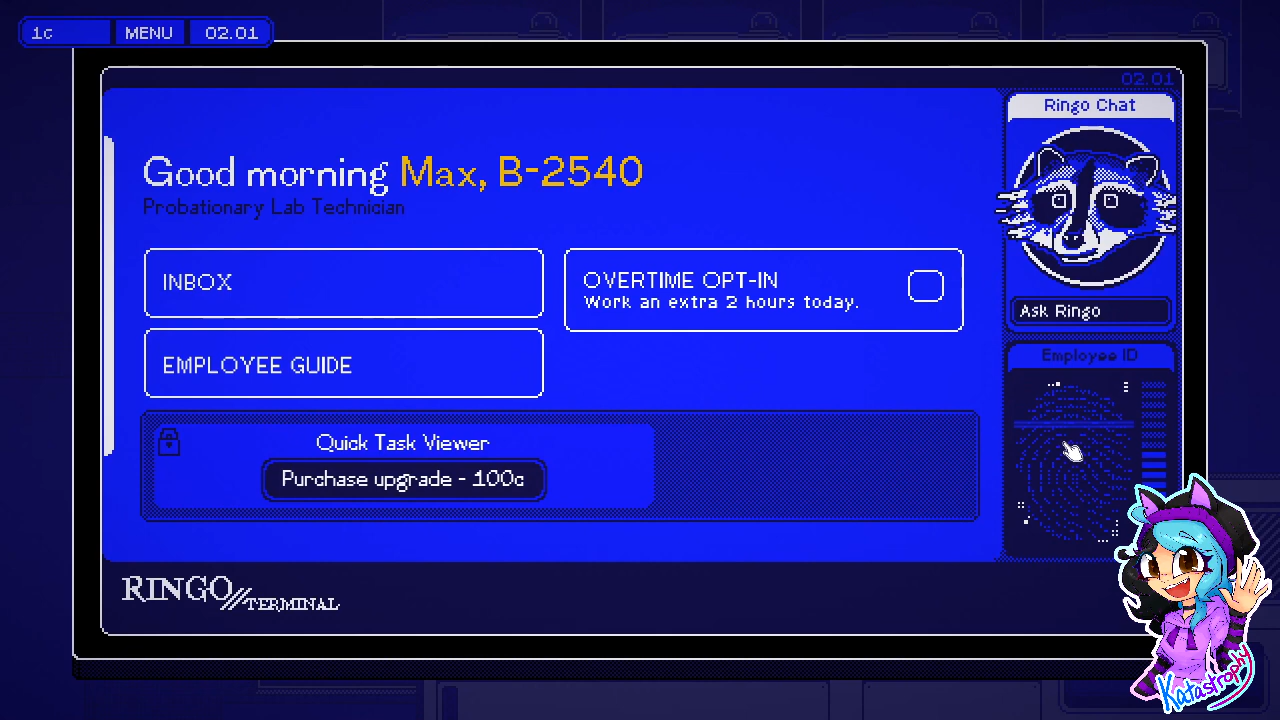 1c MENU 02.01
02.01
Ringo Chat
Good morning Max, B-2540
Probationary Lab Technician
INBOX
OVERTIME OPT-IN
Work an extra 2 hours today.
Ask Ringo
EMPLOYEE GUIDE
Employee ID
Quick Task Viewer
Purchase upgrade - 100c
RINGO//TERMINAL
Katastrophy